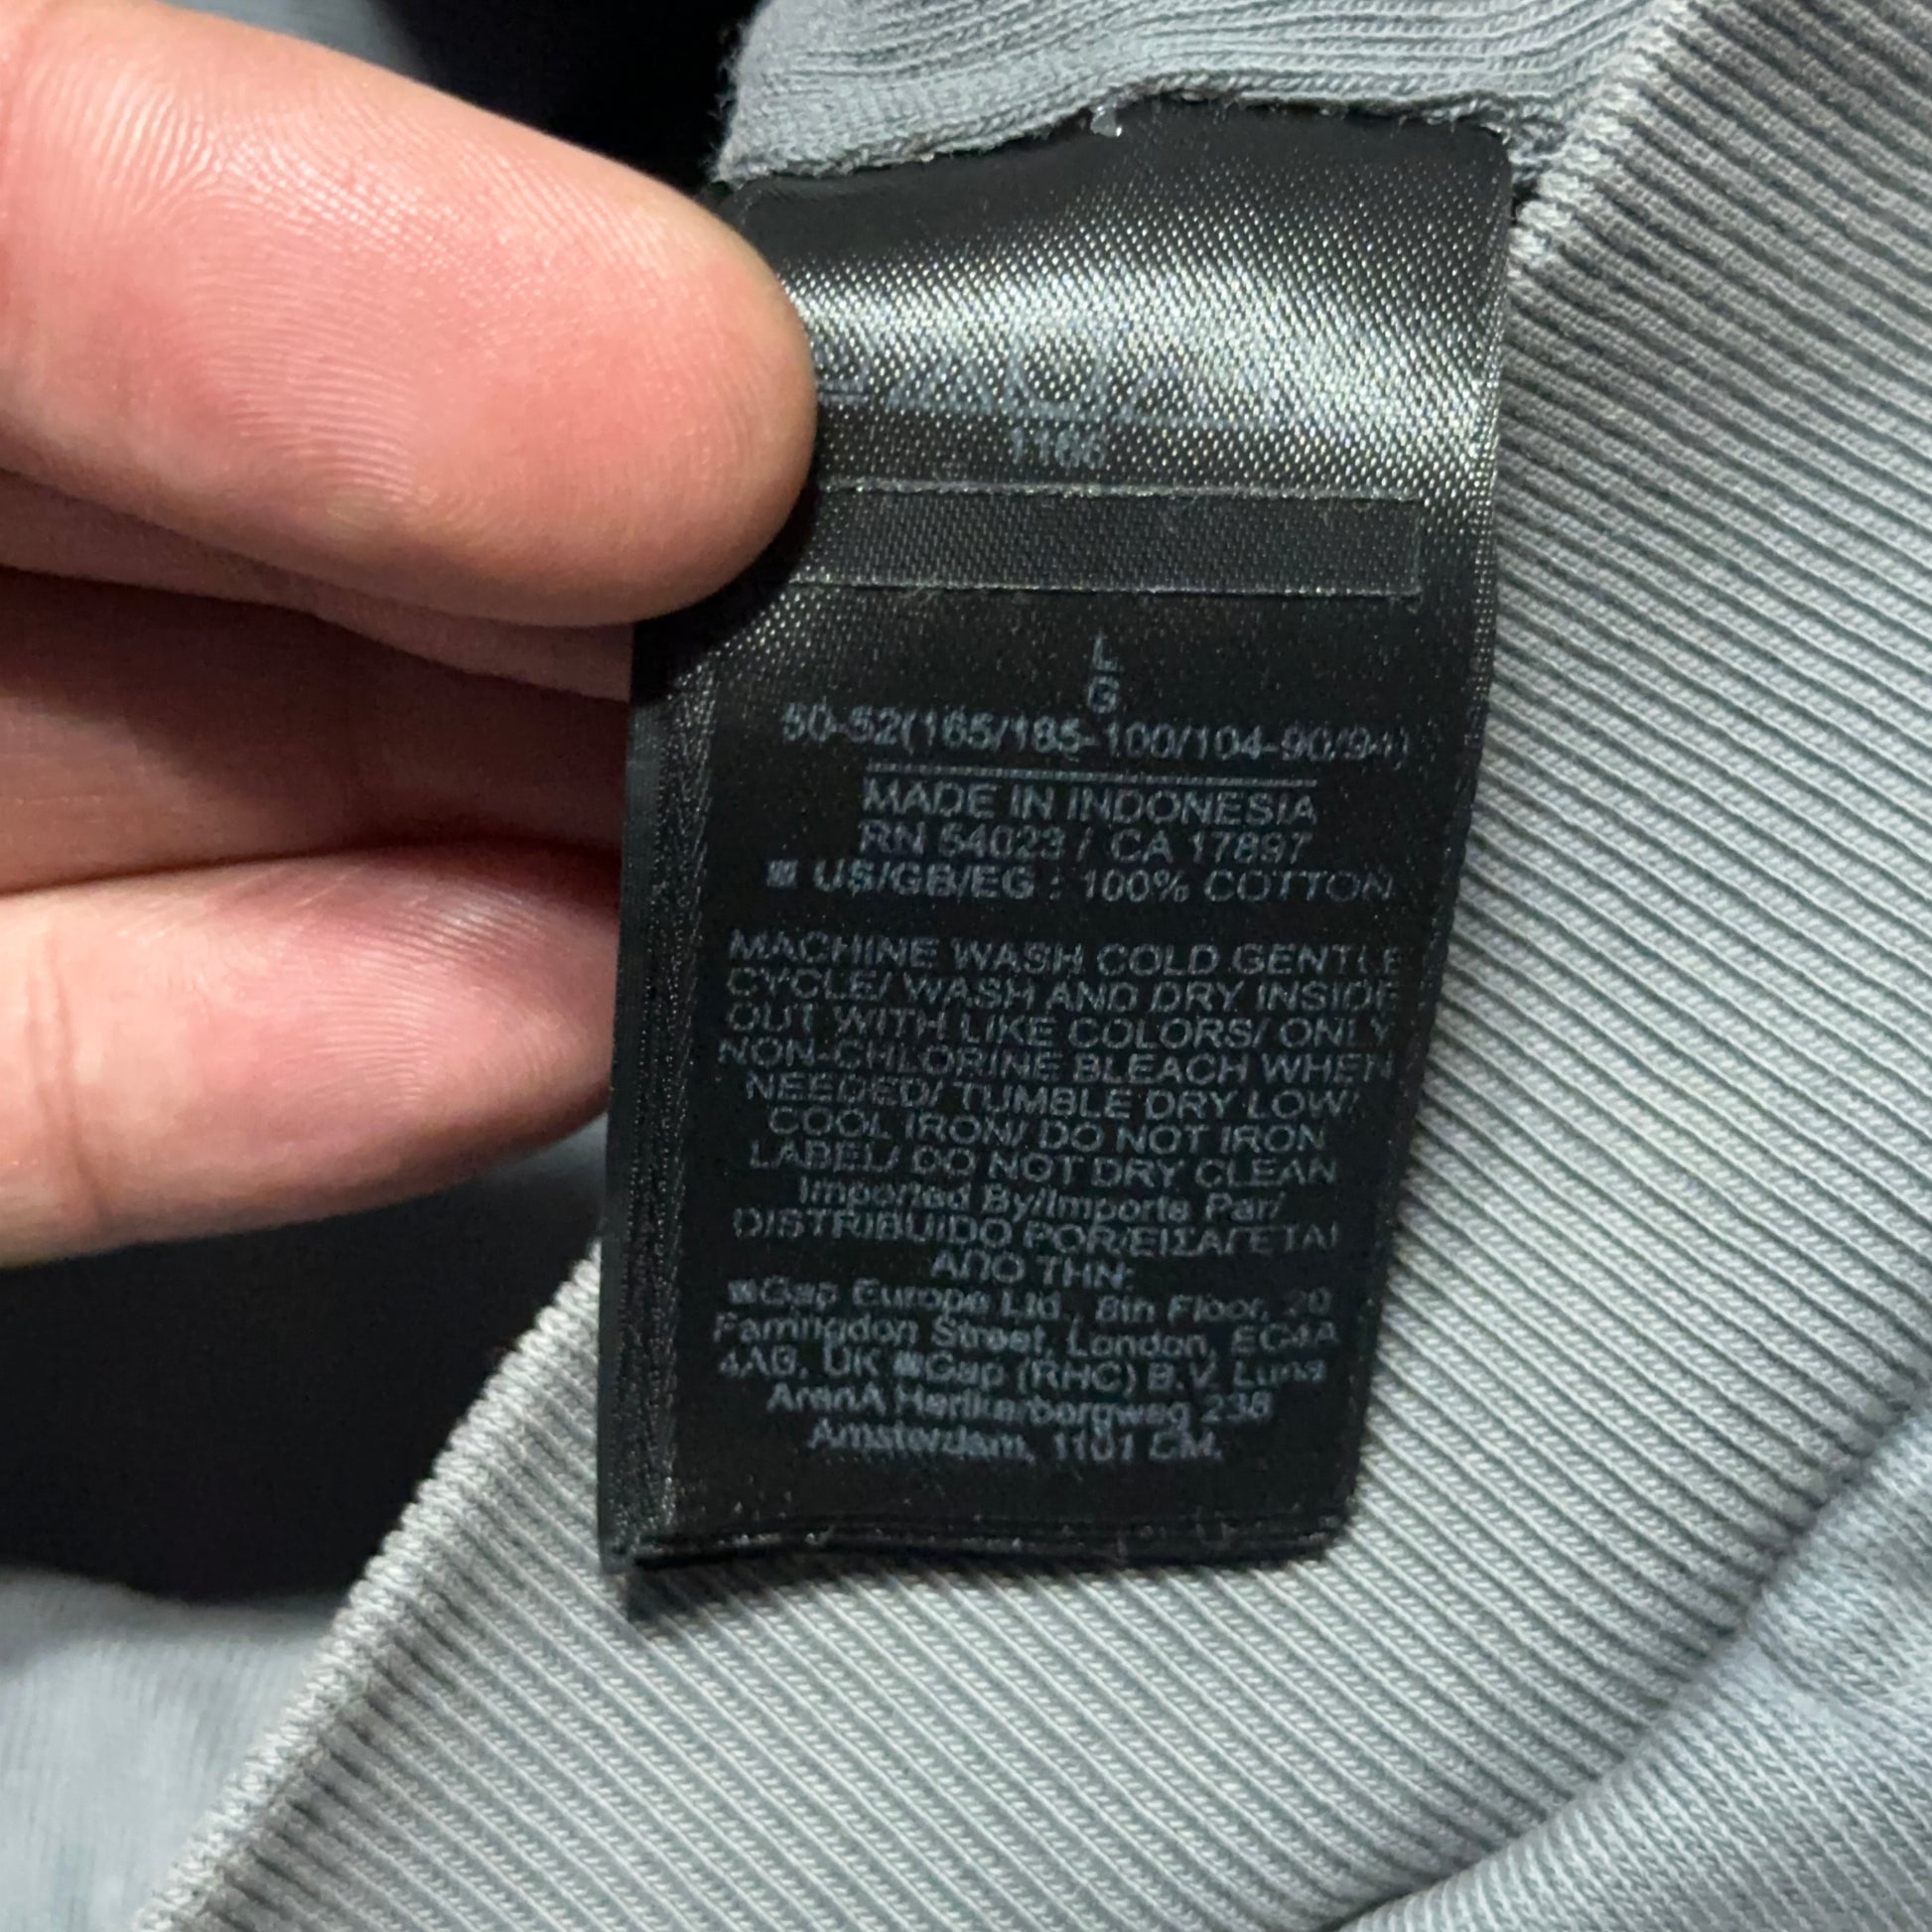 L
G
50-52(165/185-100/104-90/94)
MADE IN INDONESIA
RN 54023 / CA 17897
US/GB/EG : 100% COTTON
MACHINE WASH COLD GENTLE
CYCLE/ WASH AND DRY INSIDE
OUT WITH LIKE COLORS/ ONLY
NON-CHLORINE BLEACH WHEN
NEEDED/ TUMBLE DRY LOW/
COOL IRON/ DO NOT IRON
LABEL/ DO NOT DRY CLEAN
Imported By/Imports Par/
DISTRIBUIDO POR/ΕΙΣΑΓΕΤΑΙ
ΑΠΟ ΤΗΝ:
Gap Europe Ltd., 8th Floor, 20
Farringdon Street, London, EC4A
4AB, UK Gap (RHC) B.V. Luna
ArenA Herikerbergweg 238
Amsterdam, 1101 CM.